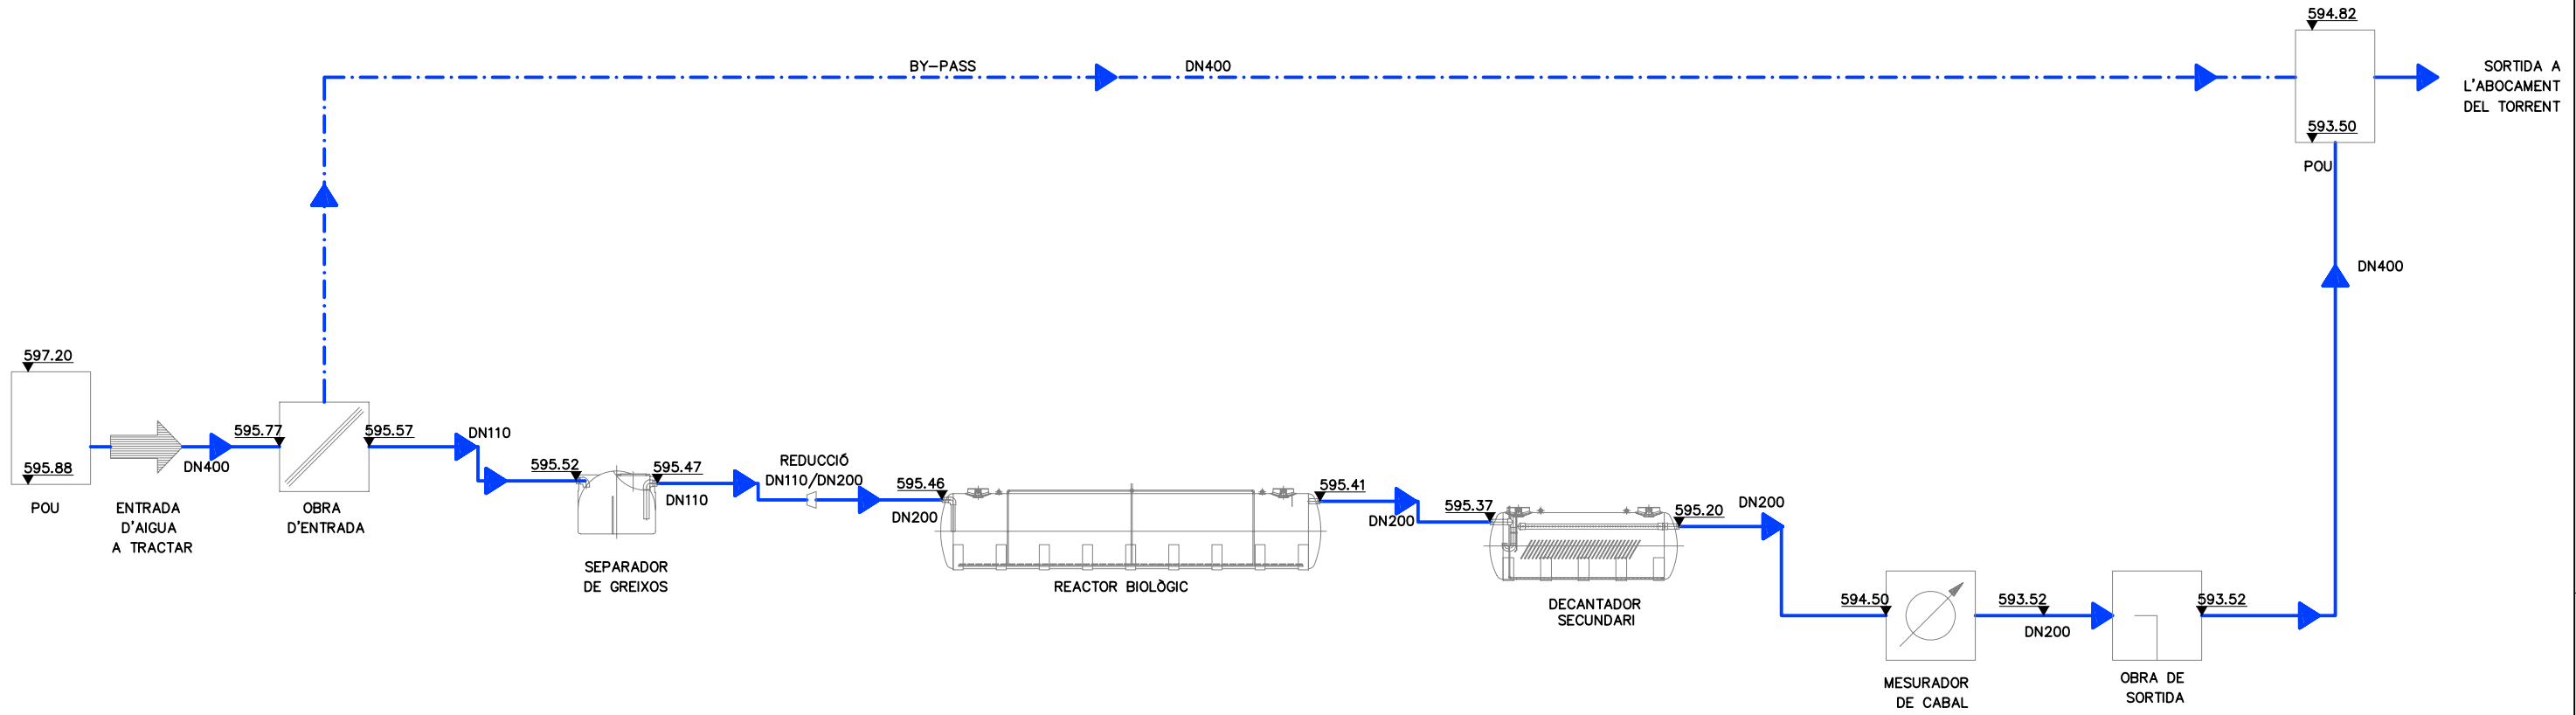 594.82
BY-PASS
DN400
SORTIDA A
L'ABOCAMENT
DEL TORRENT
593.50
POU
DN400
597.20
595.88
POU
ENTRADA
D'AIGUA
A TRACTAR
DN400
595.77
595.57
OBRA
D'ENTRADA
DN110
595.52
595.47
DN110
SEPARADOR
DE GREIXOS
REDUCCIÓ
DN110/DN200
595.46
DN200
595.41
REACTOR BIOLÒGIC
DN200
595.37
595.20
DECANTADOR
SECUNDARI
DN200
594.50
MESURADOR
DE CABAL
593.52
DN200
593.52
OBRA DE
SORTIDA